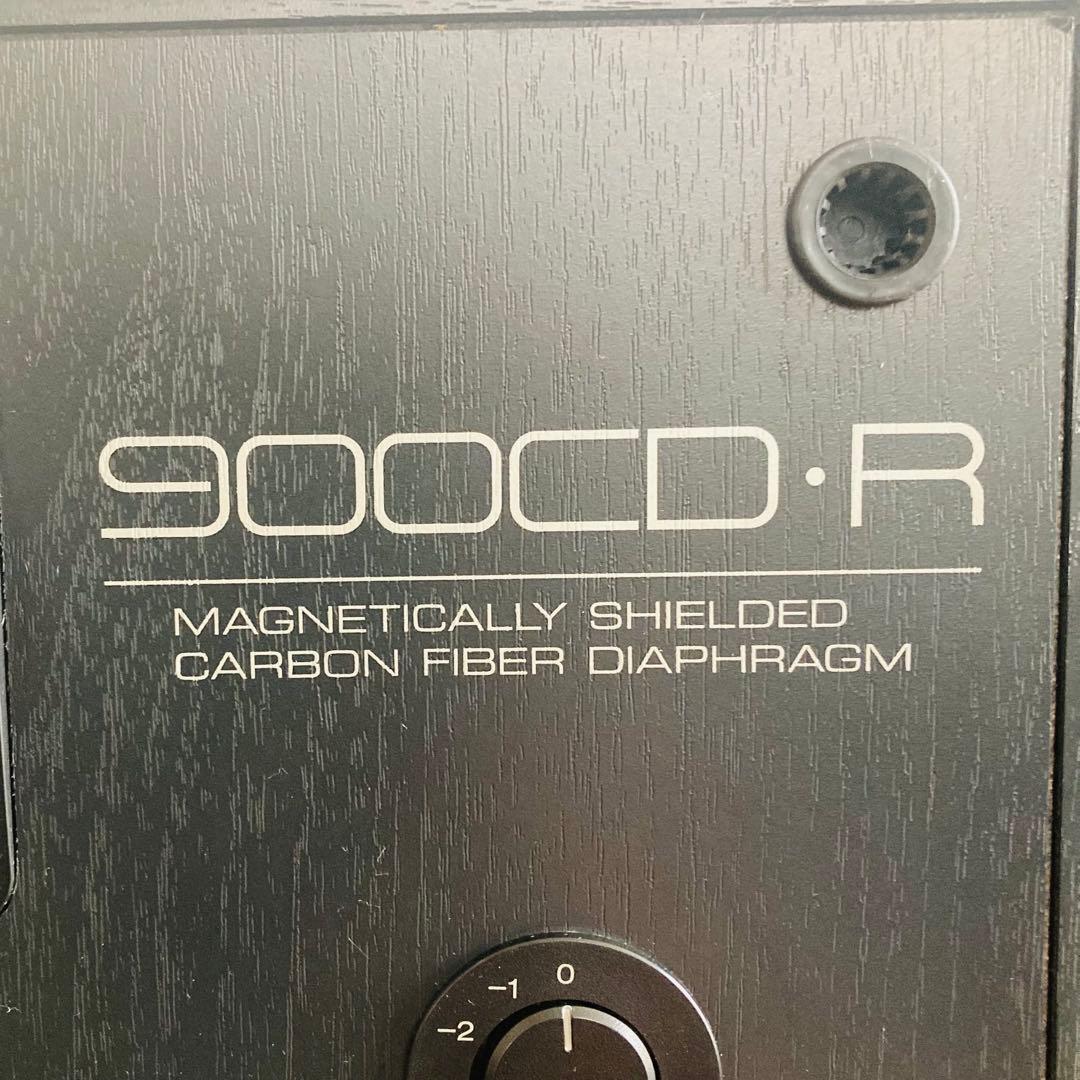 900CD·R
MAGNETICALLY SHIELDED
CARBON FIBER DIAPHRAGM
0
-1
-2